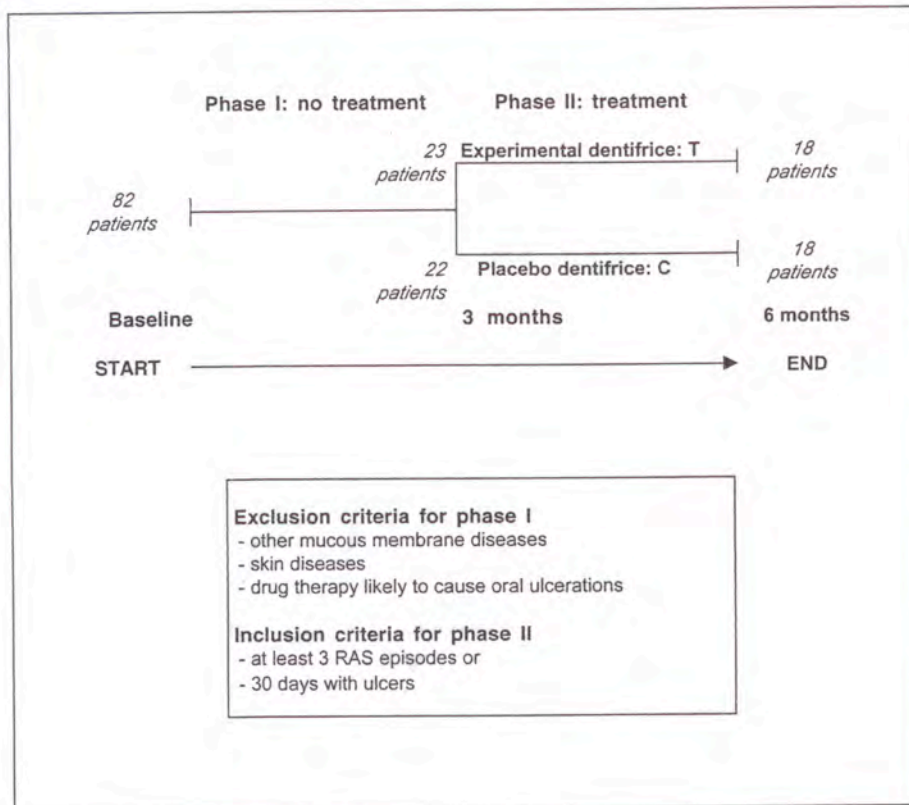 Phase I: no treatment
Phase II: treatment
23
patients
Experimental dentifrice: T
18
patients
82
patients
22
patients
Placebo dentifrice: C
18
patients
Baseline
3 months
6 months
START
END
Exclusion criteria for phase I
- other mucous membrane diseases
- skin diseases
- drug therapy likely to cause oral ulcerations
Inclusion criteria for phase II
- at least 3 RAS episodes or
- 30 days with ulcers